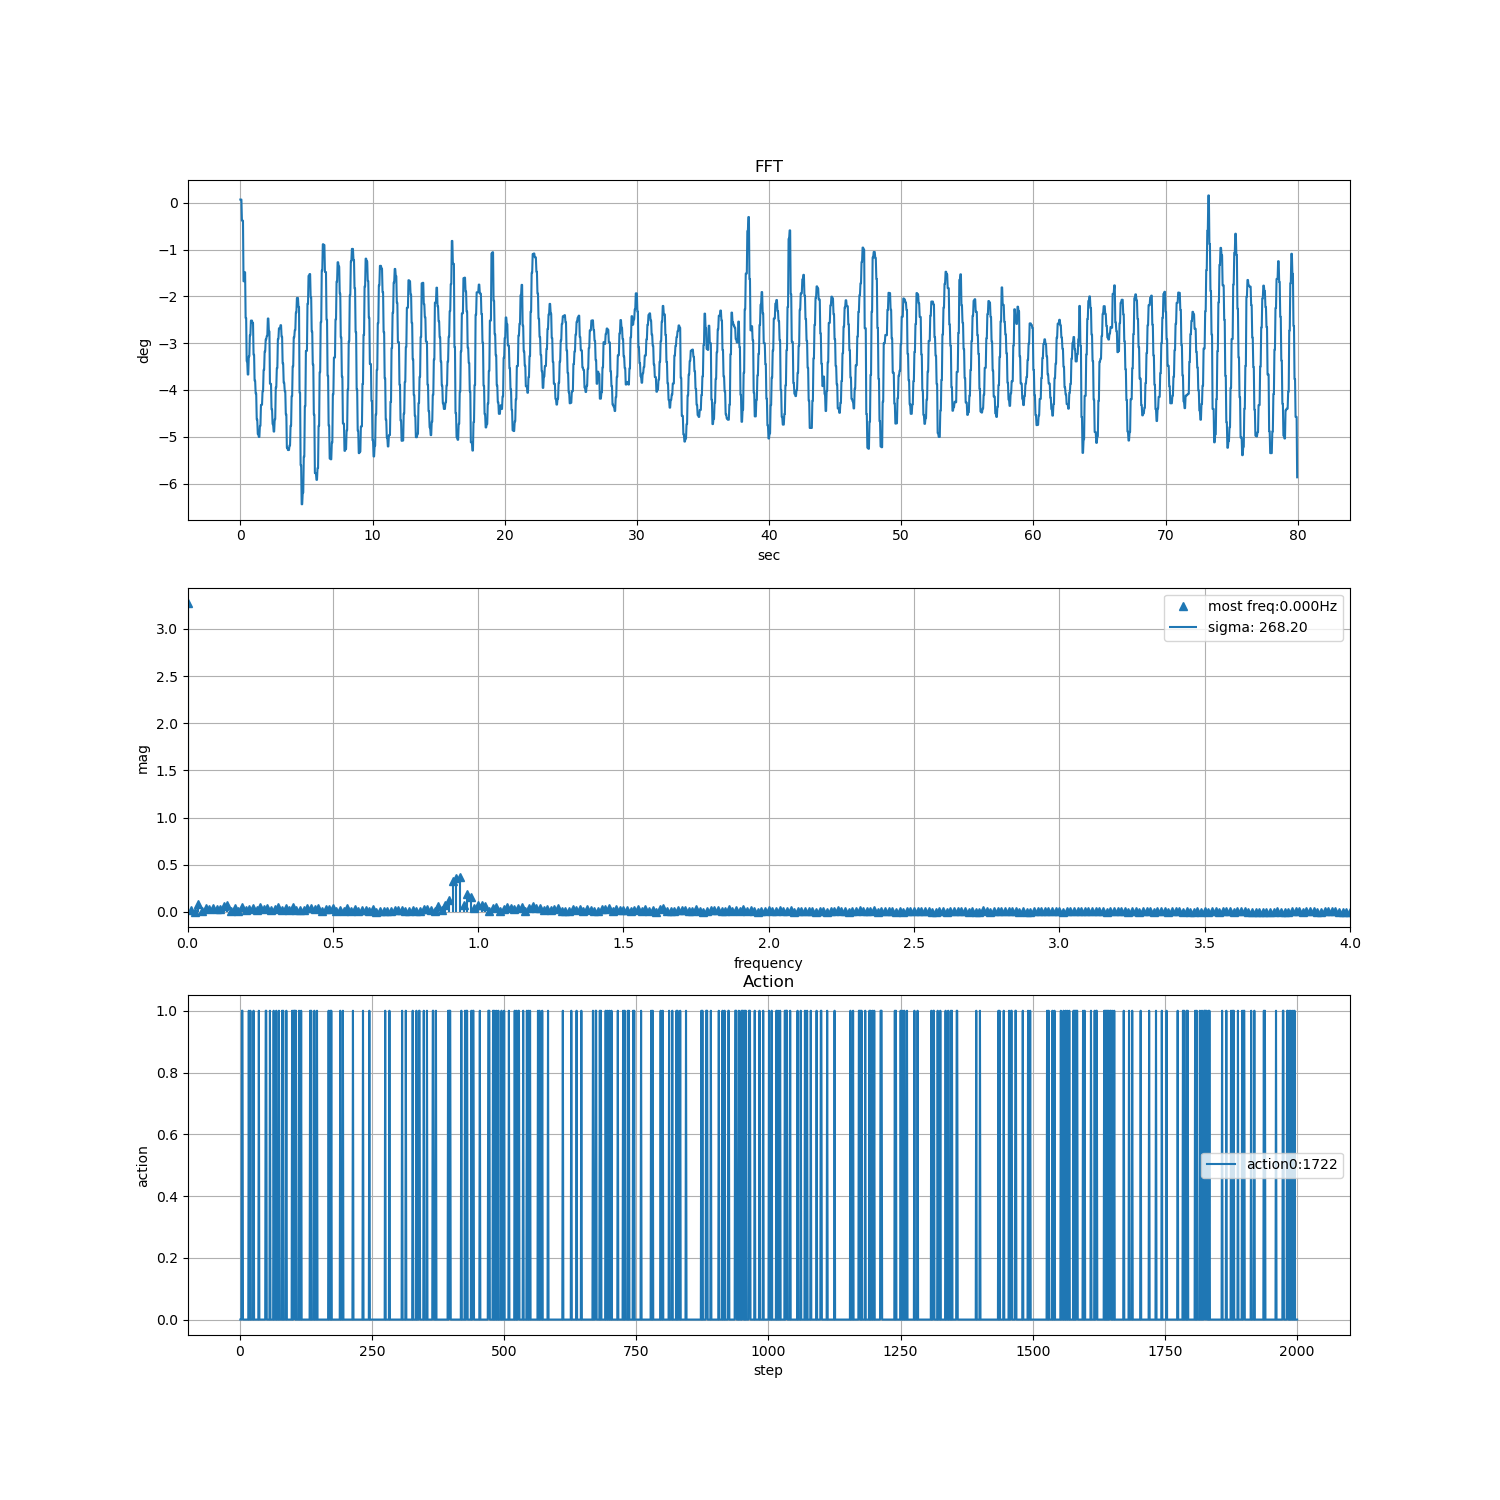 FFT
0
−1
−2
−3
−4
−5
−6
deg
0 10 20 30 40 50 60 70 80
sec
most freq:0.000Hz
sigma: 268.20
3.0
2.5
2.0
1.5
1.0
0.5
0.0
mag
0.0 0.5 1.0 1.5 2.0 2.5 3.0 3.5 4.0
frequency
Action
1.0
0.8
0.6
0.4
0.2
0.0
action
action0:1722
0 250 500 750 1000 1250 1500 1750 2000
step